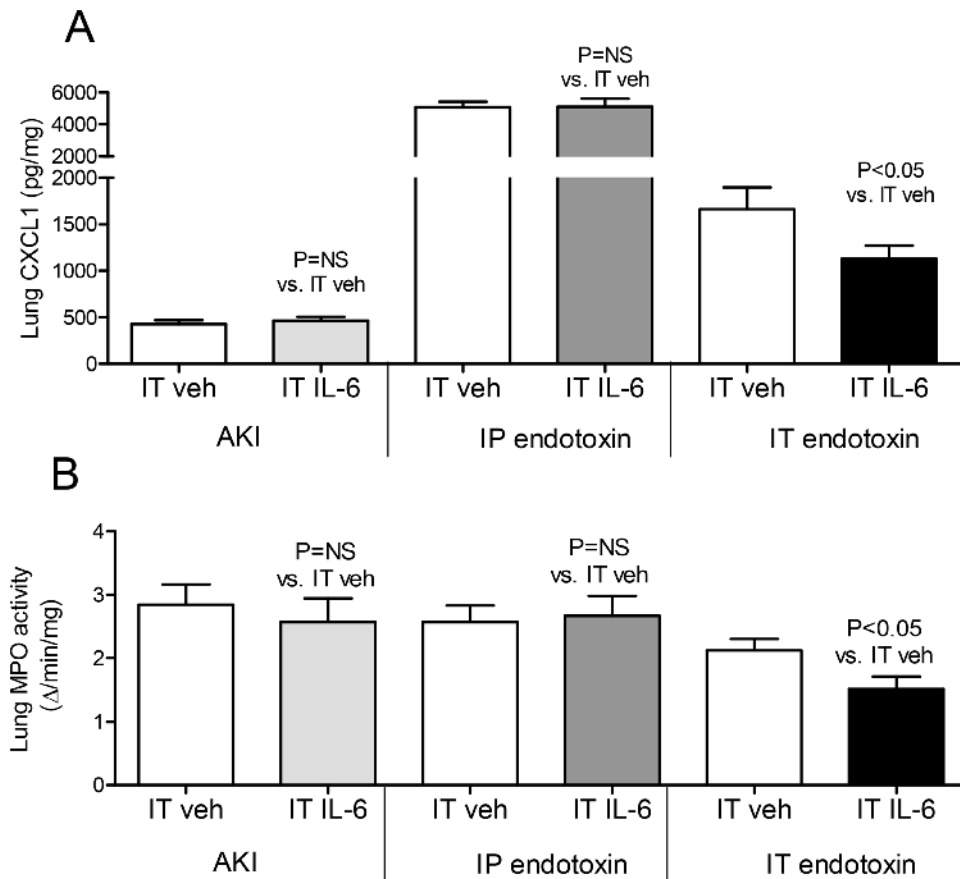 A
Lung CXCL1 (pg/mg)
6000
4000
2000
2000
1500
1000
500
0
P=NS
vs. IT veh
P=NS
vs. IT veh
P<0.05
vs. IT veh
IT veh IT IL-6 IT veh IT IL-6 IT veh IT IL-6
AKI IP endotoxin IT endotoxin
B
Lung MPO activity
(Δ/min/mg)
4
3
2
1
0
P=NS
vs. IT veh
P=NS
vs. IT veh
P<0.05
vs. IT veh
IT veh IT IL-6 IT veh IT IL-6 IT veh IT IL-6
AKI IP endotoxin IT endotoxin